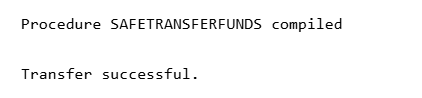 Procedure SAFETRANSFERFUNDS compiled
Transfer successful.